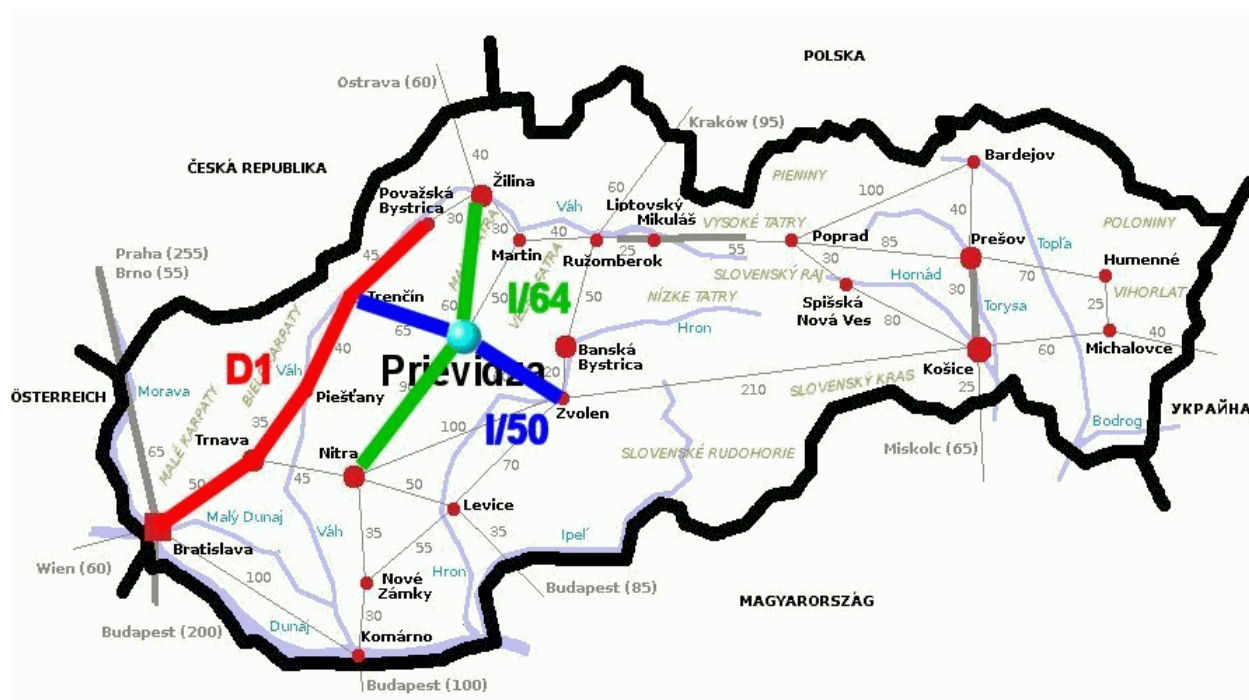 POLSKA
Ostrava (60)
Kraków (95)
ČESKÁ REPUBLIKA
40
Bardejov
Považská
Bystrica
Žilina
PIENINY
60
100
30
Váh
Liptovský
Mikuláš
40
VYSOKÉ TATRY
POLONINY
Praha (255)
Brno (55)
45
30
Martin
40
Ružomberok
25
55
Poprad
85
Prešov
Topľa
30
SLOVENSKÝ RAJ
Hornád
70
Humenné
Trenčín
60
I/64
50
50
NÍZKE TATRY
Spišská
Nová Ves
30
Torysa
25
VIHORLAT
65
Hron
80
40
D1
BIELE KARPATY
Váh
40
Prievidza
Banská
Bystrica
20
Košice
60
Michalovce
Morava
ÖSTERREICH
Piešťany
210
SLOVENSKÝ KRAS
25
УКРАЙНА
MALÉ KARPATY
35
Zvolen
I/50
100
Bodrog
Trnava
65
Nitra
SLOVENSKÉ RUDOHORIE
Miskolc (65)
50
45
50
70
Malý Dunaj
Levice
Váh
35
35
Ipeľ
Bratislava
55
Wien (60)
100
Nové
Zámky
Hron
Budapest (85)
MAGYARORSZÁG
30
Budapest (200)
Dunaj
Komárno
Budapest (100)